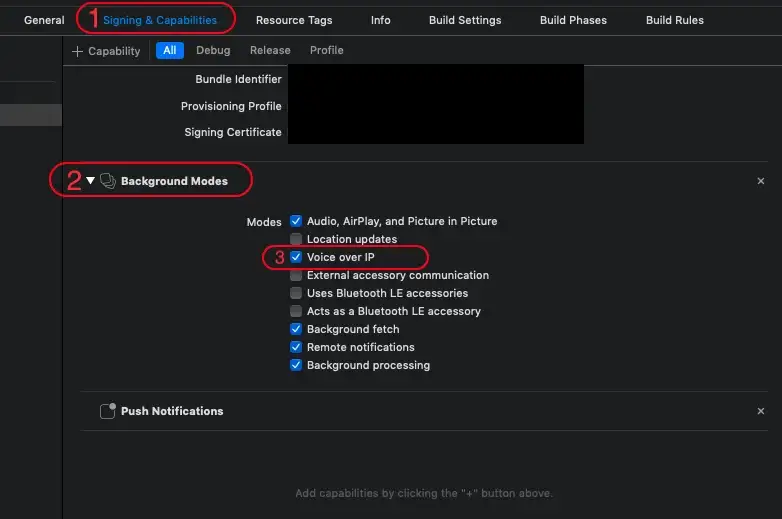 General 1 Signing & Capabilities Resource Tags Info Build Settings Build Phases Build Rules
+ Capability All Debug Release Profile
Bundle Identifier
Provisioning Profile
Signing Certificate
2 Background Modes
Modes Audio, AirPlay, and Picture in Picture
Location updates
3 Voice over IP
External accessory communication
Uses Bluetooth LE accessories
Acts as a Bluetooth LE accessory
Background fetch
Remote notifications
Background processing
Push Notifications
Add capabilities by clicking the "+" button above.